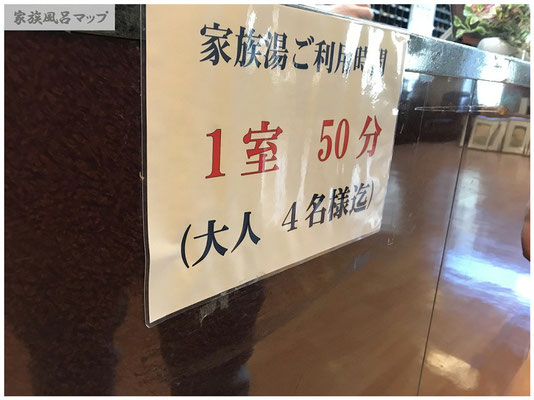 家族風呂マップ
家族湯ご利用時間
1室 50分
(大人 4名様迄)